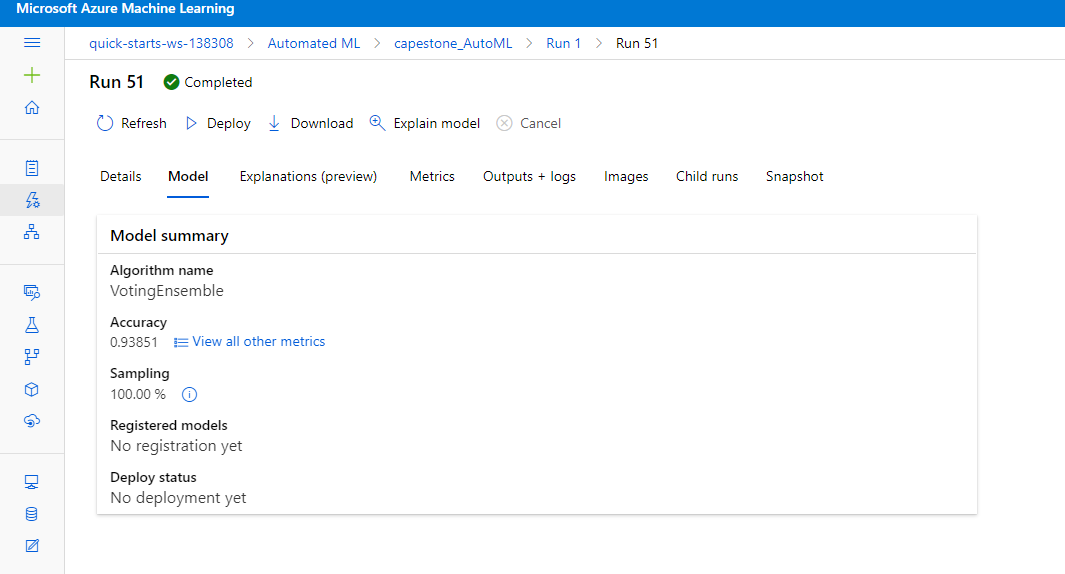 Microsoft Azure Machine Learning
quick-starts-ws-138308 > Automated ML > capestone_AutoML > Run 1 > Run 51
Run 51 Completed
Refresh Deploy Download Explain model Cancel
Details Model Explanations (preview) Metrics Outputs + logs Images Child runs Snapshot
Model summary
Algorithm name
VotingEnsemble
Accuracy
0.93851 View all other metrics
Sampling
100.00 %
Registered models
No registration yet
Deploy status
No deployment yet